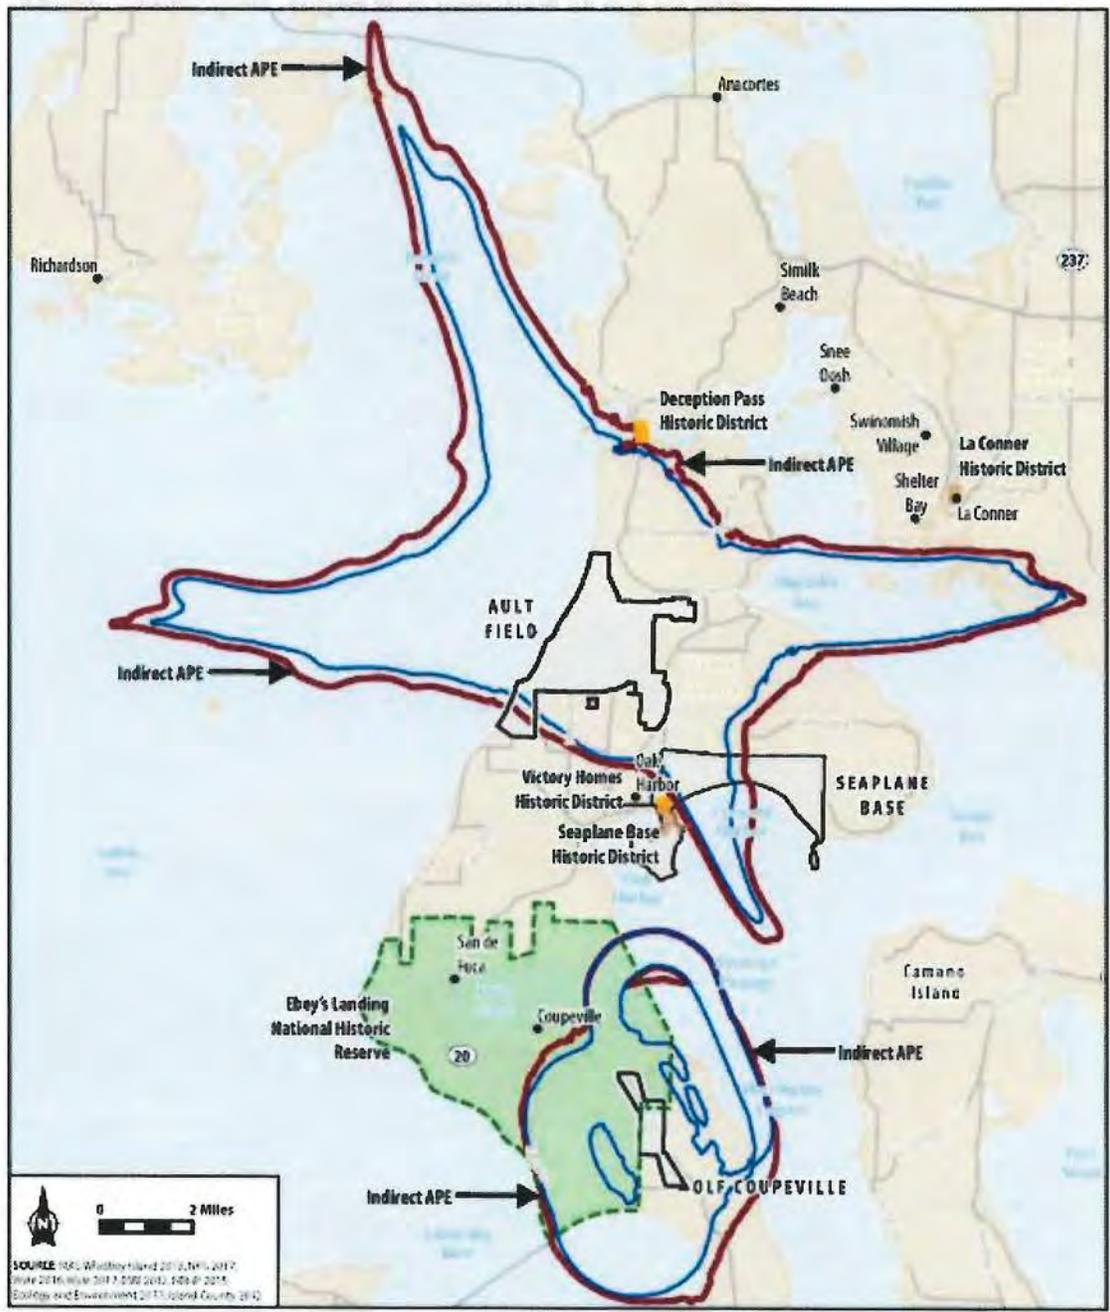 Indirect APE
Anacortes
237
Richardson
Similk
Beach
Snee
Oosh
Deception Pass
Historic District
Swinomish
Village
La Conner
Historic District
Indirect APE
Shelter
Bay
La Conner
AULT
FIELD
Indirect APE
Oak
Harbor
Victory Homes
Historic District
SEAPLANE
BASE
Seaplane Base
Historic District
San de
Fuca
Camano
Island
Ebey's Landing
National Historic
Reserve
Coupeville
20
Indirect APE
Indirect APE
OLF COUPEVILLE
N
0 2 Miles
SOURCE